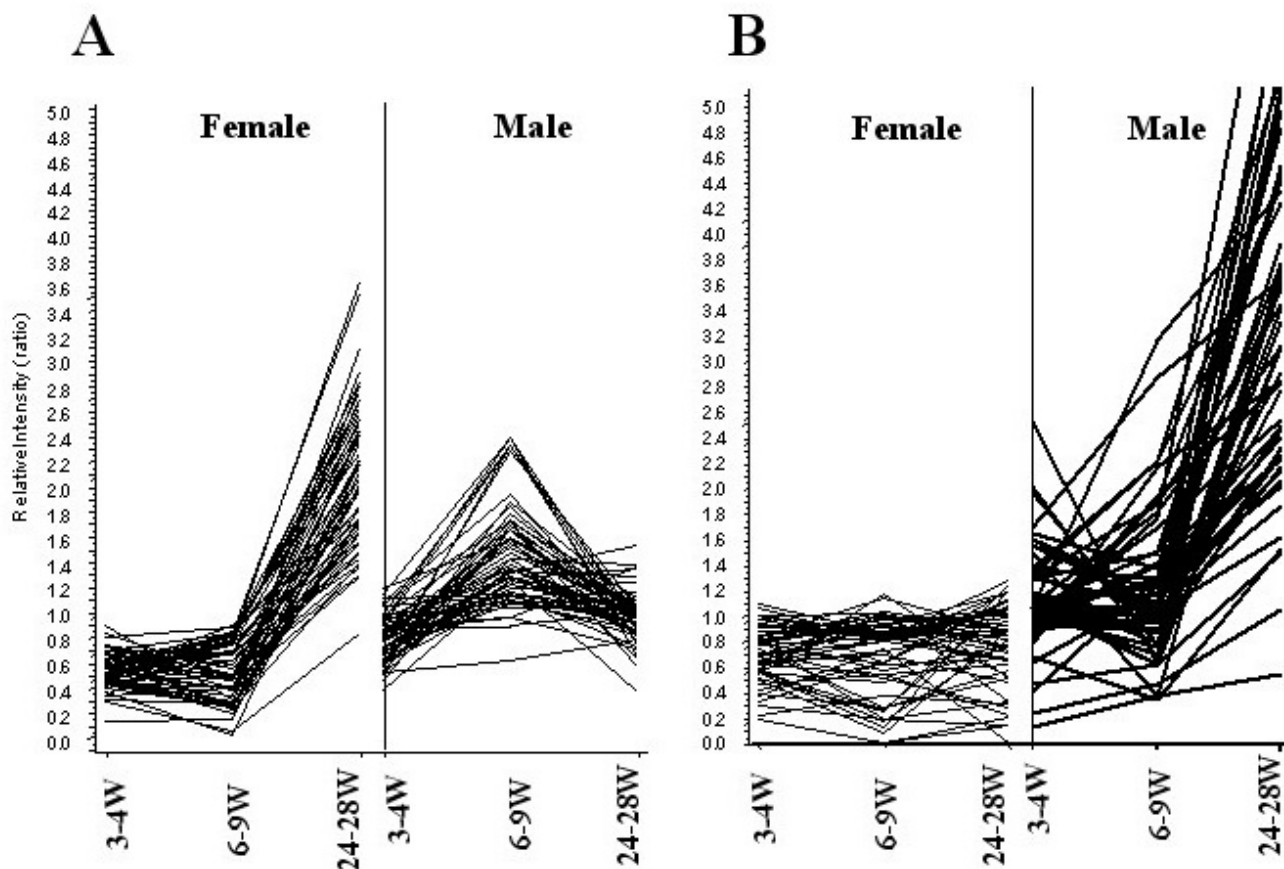 A
B
Female
Male
Female
Male
Relative Intensity (ratio)
5.0
4.8
4.6
4.4
4.2
4.0
3.8
3.6
3.4
3.2
3.0
2.8
2.6
2.4
2.2
2.0
1.8
1.6
1.4
1.2
1.0
0.8
0.6
0.4
0.2
0.0
5.0
4.8
4.6
4.4
4.2
4.0
3.8
3.6
3.4
3.2
3.0
2.8
2.6
2.4
2.2
2.0
1.8
1.6
1.4
1.2
1.0
0.8
0.6
0.4
0.2
0.0
3-4W
6-9W
24-28W
3-4W
6-9W
24-28W
3-4W
6-9W
24-28W
3-4W
6-9W
24-28W